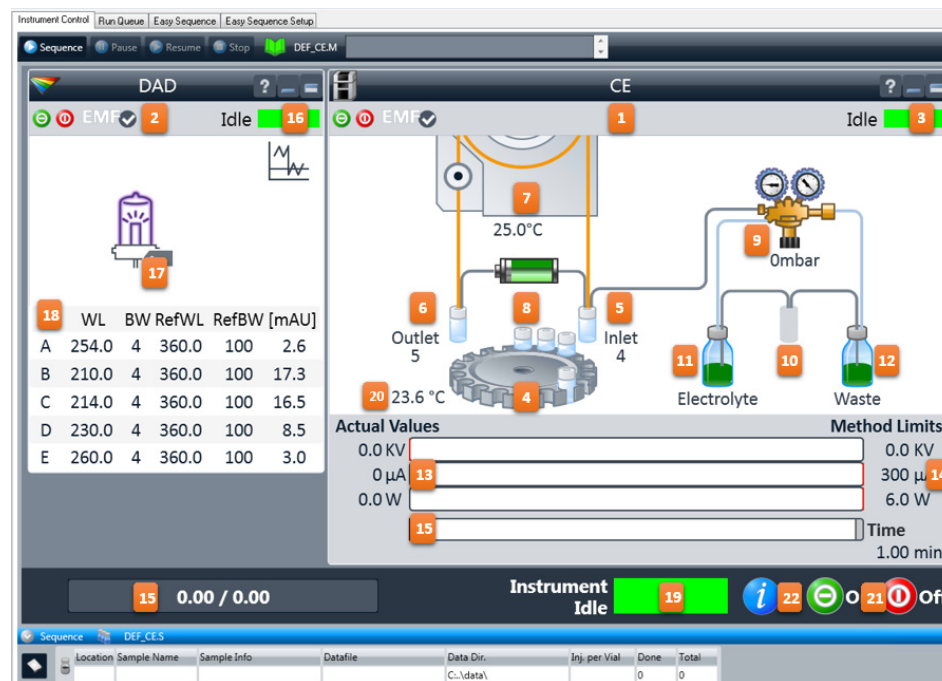 Instrument Control Run Queue Easy Sequence Easy Sequence Setup
Sequence Pause Resume Stop DEF_CE.M
DAD ? CE ?
EMF 2 Idle 16 EMF 1 Idle 3
7
25.0°C
17
9
0mbar
18 WL BW RefWL RefBW [mAU]
A 254.0 4 360.0 100 2.6
B 210.0 4 360.0 100 17.3
C 214.0 4 360.0 100 16.5
D 230.0 4 360.0 100 8.5
E 260.0 4 360.0 100 3.0
6 8 5
Outlet Inlet
5 4
11 10 12
20 23.6 °C 4
Electrolyte Waste
Actual Values Method Limits
0.0 KV 0.0 KV
0 µA 13 300 µ 14
0.0 W 6.0 W
15 Time
1.00 min
15 0.00 / 0.00 Instrument 19 i 22 O 21 Off
Idle
Sequence DEF_CE.S
Location Sample Name Sample Info Datafile Data Dir. Inj. per Vial Done Total
C:..\data\ 0 0